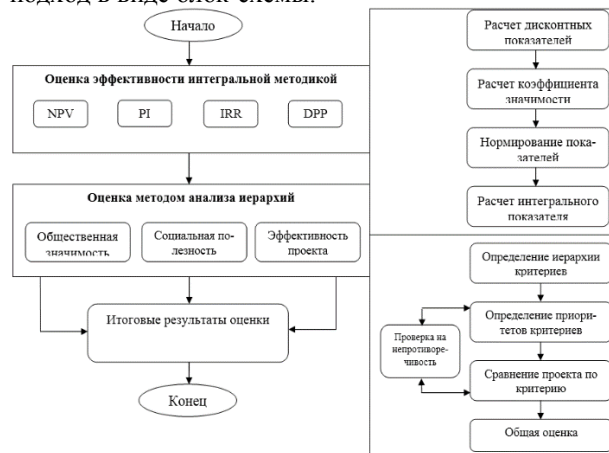 подход в виде блок-схемы.
Начало
Оценка эффективности интегральной методикой
NPV
PI
IRR
DPP
Оценка методом анализа иерархий
Общественная
значимость
Социальная по-
лезность
Эффективность
проекта
Итоговые результаты оценки
Конец
Расчет дисконтных
показателей
Расчет коэффициента
значимости
Нормирование пока-
зателей
Расчет интегрального
показателя
Определение иерархии
критериев
Определение приори-
тетов критериев
Проверка на
непротиворе-
чивость
Сравнение проекта по
критерию
Общая оценка